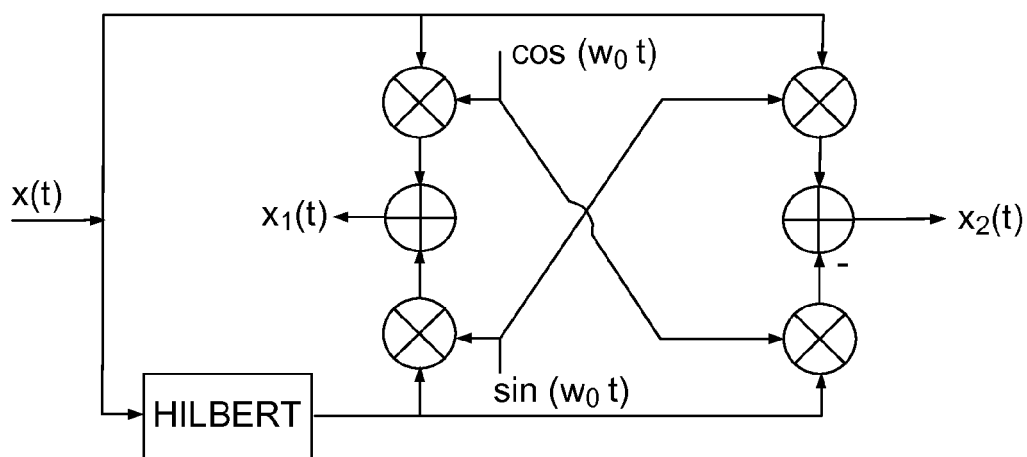 cos (w₀ t)
x(t)
x₁(t)
x₂(t)
-
sin (w₀ t)
HILBERT